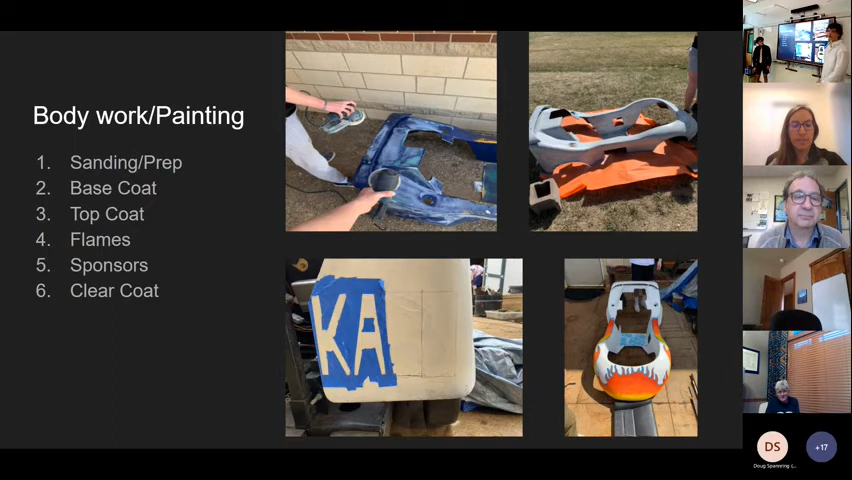 Body work/Painting
1. Sanding/Prep
2. Base Coat
3. Top Coat
4. Flames
5. Sponsors
6. Clear Coat
KA
DS
+17